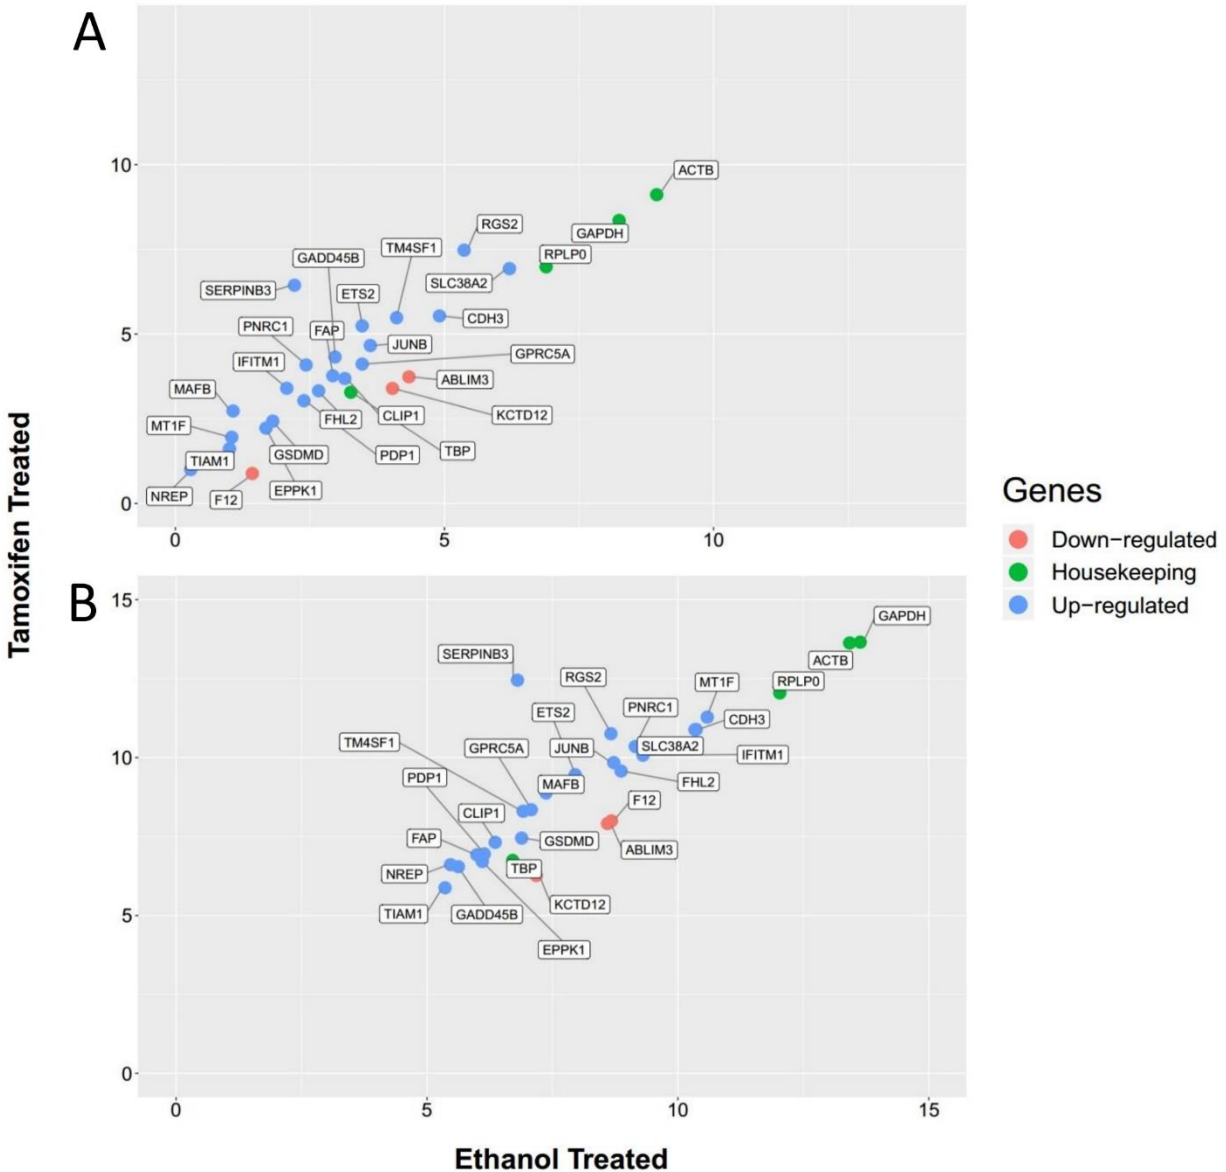 A
Tamoxifen Treated
10
5
0
0
5
10
ACTB
GAPDH
RPLP0
RGS2
TM4SF1
GADD45B
SLC38A2
SERPINB3
ETS2
CDH3
PNRC1
FAP
JUNB
GPRC5A
IFITM1
ABLIM3
MAFB
KCTD12
CLIP1
FHL2
MT1F
TBP
PDP1
GSDMD
TIAM1
EPPK1
NREP
F12
Genes
Down-regulated
Housekeeping
Up-regulated
B
15
10
5
0
0
5
10
15
GAPDH
ACTB
SERPINB3
RPLP0
RGS2
MT1F
PNRC1
ETS2
CDH3
TM4SF1
GPRC5A
JUNB
SLC38A2
IFITM1
PDP1
MAFB
FHL2
F12
CLIP1
FAP
GSDMD
ABLIM3
NREP
TBP
KCTD12
TIAM1
GADD45B
EPPK1
Ethanol Treated